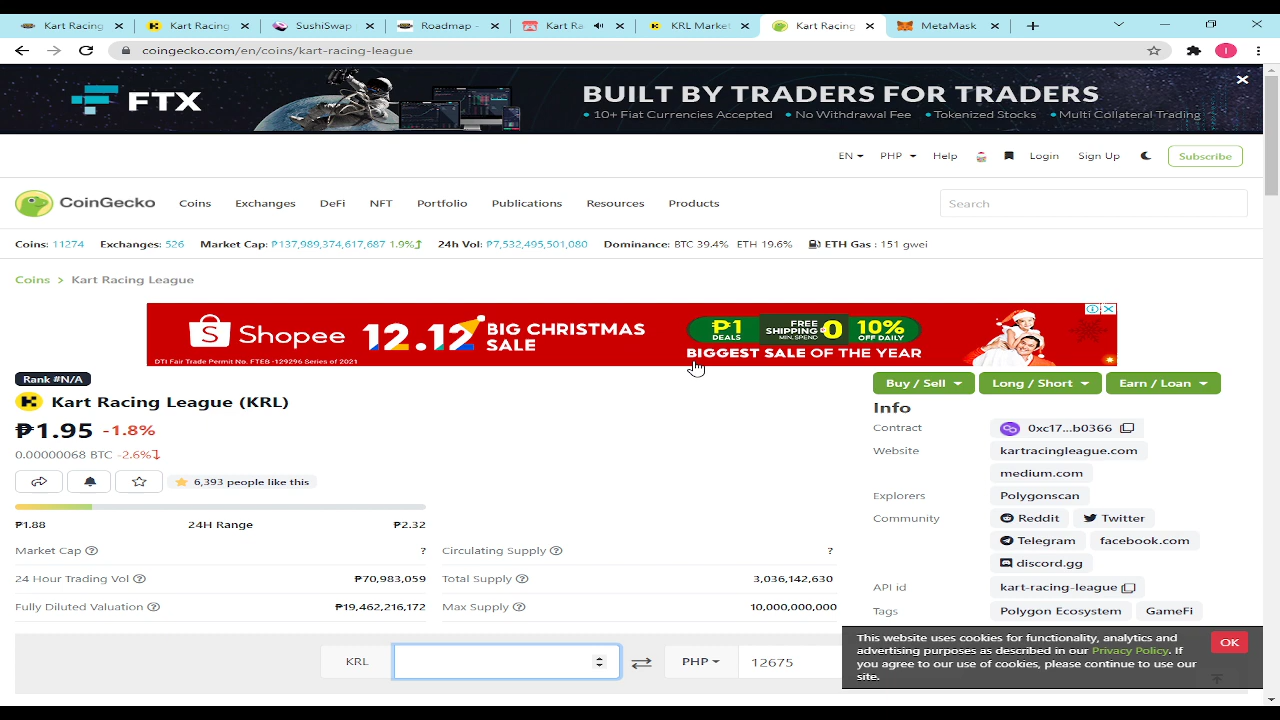 Kart Racing
Kart Racing
SushiSwap
Roadmap -
Kart Ra
KRL Market
Kart Racing
MetaMask
coingecko.com/en/coins/kart-racing-league
I
FTX
BUILT BY TRADERS FOR TRADERS
• 10+ Fiat Currencies Accepted • No Withdrawal Fee • Tokenized Stocks • Multi Collateral Trading
EN PHP Help Login Sign Up Subscribe
CoinGecko Coins Exchanges DeFi NFT Portfolio Publications Resources Products Search
Coins: 11274 Exchanges: 526 Market Cap: ₱137,989,374,617,687 1.9% 24h Vol: ₱7,532,495,501,080 Dominance: BTC 39.4% ETH 19.6% ETH Gas : 151 gwei
Coins > Kart Racing League
Shopee 12.12 BIG CHRISTMAS SALE
DTI Fair Trade Permit No. FTEB -129296 Series of 2021
₱1 DEALS FREE SHIPPING MIN.SPEND ₱0 10% OFF DAILY
BIGGEST SALE OF THE YEAR
Rank #N/A
Kart Racing League (KRL)
₱1.95 -1.8%
0.00000068 BTC -2.6%
6,393 people like this
₱1.88 24H Range ₱2.32
Market Cap ?
24 Hour Trading Vol ₱70,983,059
Fully Diluted Valuation ₱19,462,216,172
Circulating Supply ?
Total Supply 3,036,142,630
Max Supply 10,000,000,000
Buy / Sell Long / Short Earn / Loan
Info
Contract 0xc17...b0366
Website kartracingleague.com
medium.com
Explorers Polygonscan
Community Reddit Twitter
Telegram facebook.com
discord.gg
API id kart-racing-league
Tags Polygon Ecosystem GameFi
KRL PHP 12675
This website uses cookies for functionality, analytics and
advertising purposes as described in our Privacy Policy. If
you agree to our use of cookies, please continue to use our
site.
OK